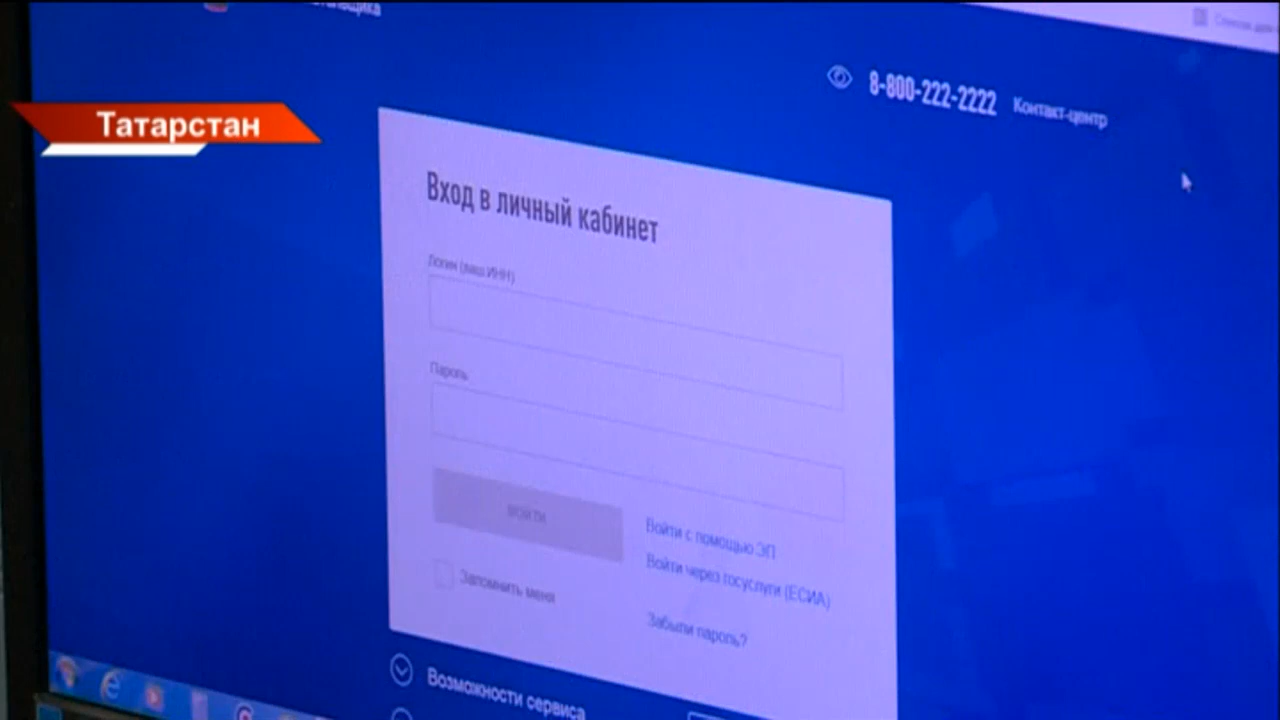 8-800-222-2222 Контакт-центр
Татарстан
Вход в личный кабинет
Логин (ваш ИНН)
Пароль
ВОЙТИ
Войти с помощью ЭП
Войти через госуслуги (ЕСИА)
Запомнить меня
Забыли пароль?
Возможности сервиса